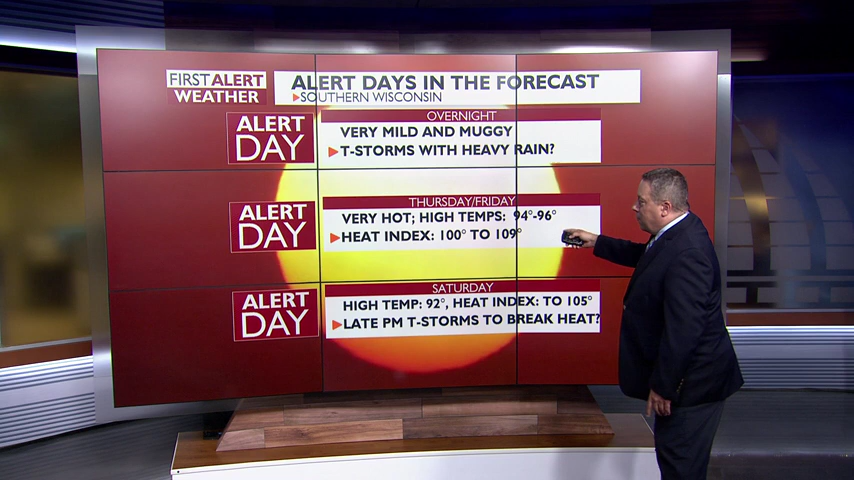 FIRST ALERT
WEATHER
ALERT DAYS IN THE FORECAST
SOUTHERN WISCONSIN
ALERT
DAY
OVERNIGHT
VERY MILD AND MUGGY
T-STORMS WITH HEAVY RAIN?
ALERT
DAY
THURSDAY/FRIDAY
VERY HOT; HIGH TEMPS: 94°-96°
HEAT INDEX: 100° TO 109°
ALERT
DAY
SATURDAY
HIGH TEMP: 92°, HEAT INDEX: TO 105°
LATE PM T-STORMS TO BREAK HEAT?